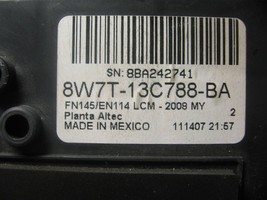 SN: 8BA242741
8W7T-13C788-BA
FN145/EN114 LCM - 2008 MY
Planta Altec 2
MADE IN MEXICO 111407 21:57